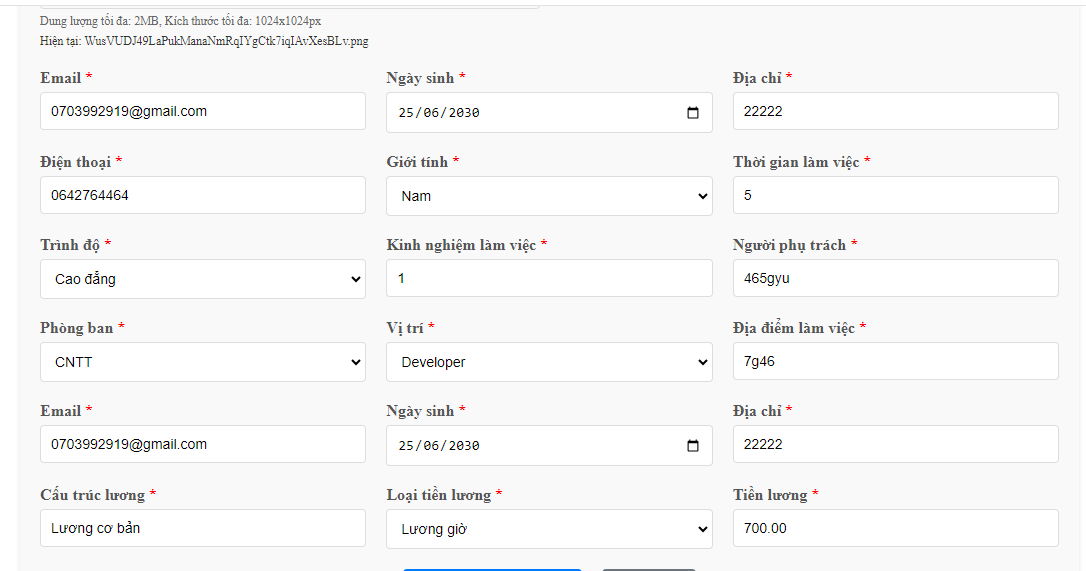 Dung lượng tối đa: 2MB, Kích thước tối đa: 1024x1024px
Hiện tại: WusVUDJ49LaPukManaNmRqIYgCtk7iqIAvXesBLv.png
Email * Ngày sinh * Địa chỉ *
0703992919@gmail.com 25/06/2030 22222
Điện thoại * Giới tính * Thời gian làm việc *
0642764464 Nam 5
Trình độ * Kinh nghiệm làm việc * Người phụ trách *
Cao đẳng 1 465gyu
Phòng ban * Vị trí * Địa điểm làm việc *
CNTT Developer 7g46
Email * Ngày sinh * Địa chỉ *
0703992919@gmail.com 25/06/2030 22222
Cấu trúc lương * Loại tiền lương * Tiền lương *
Lương cơ bản Lương giờ 700.00